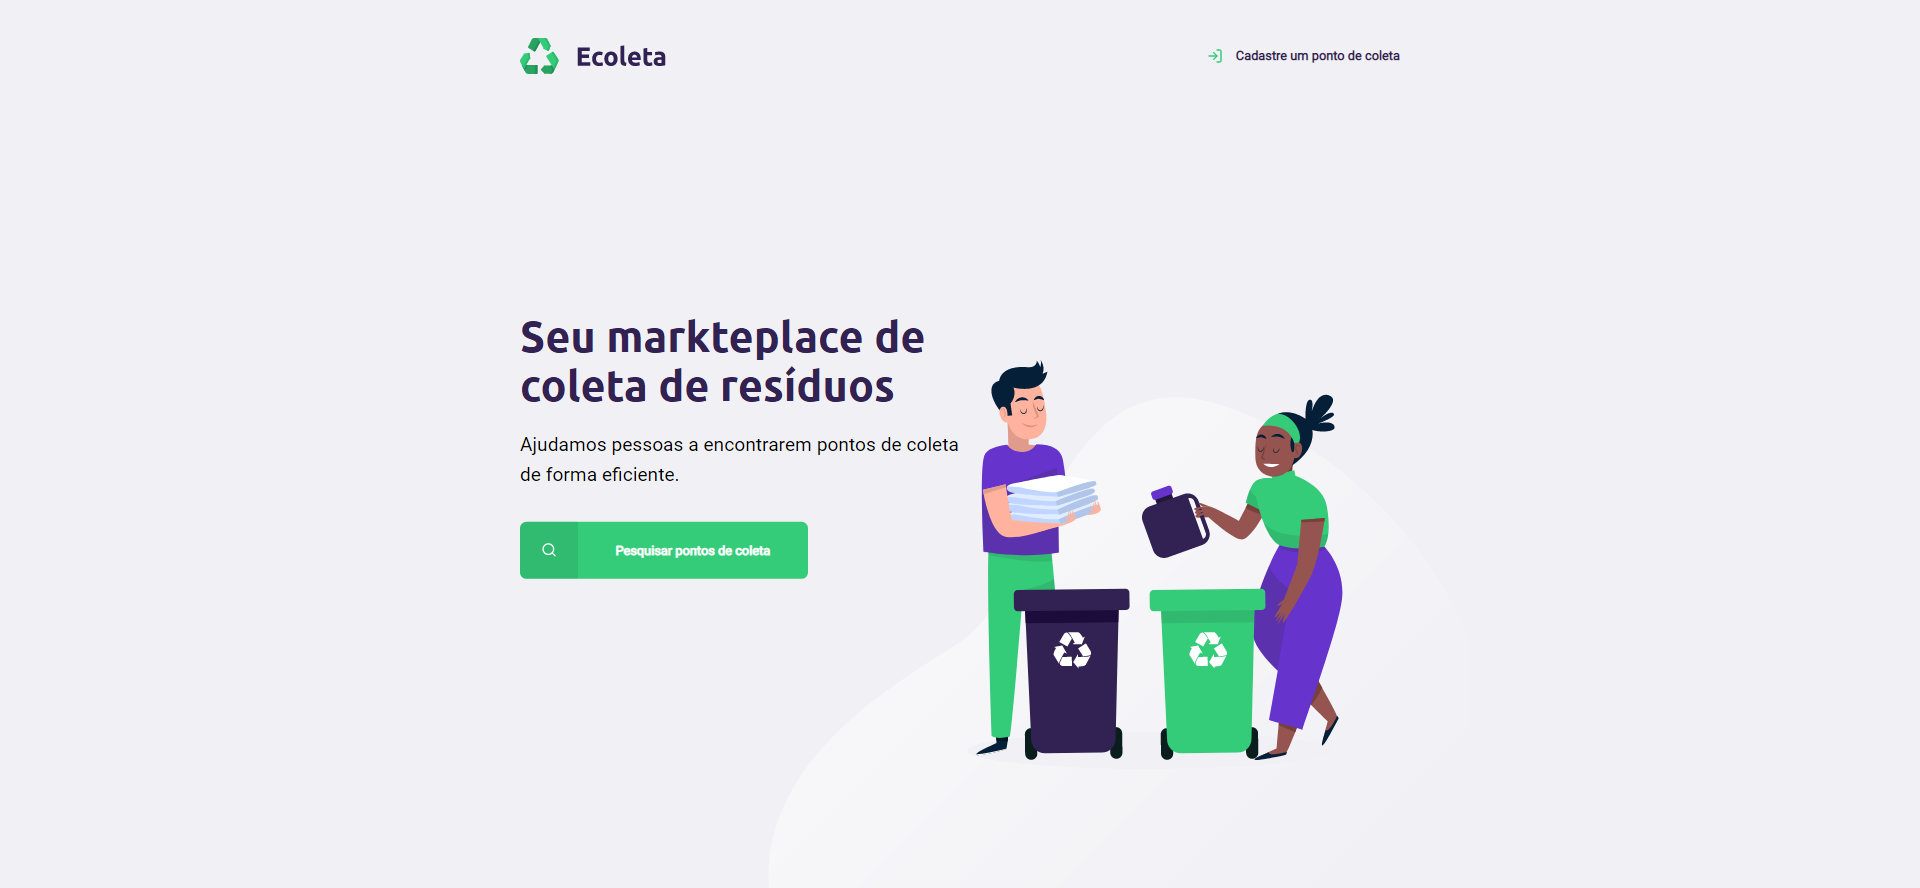 Ecoleta
Cadastre um ponto de coleta
Seu markteplace de
coleta de resíduos
Ajudamos pessoas a encontrarem pontos de coleta
de forma eficiente.
Pesquisar pontos de coleta